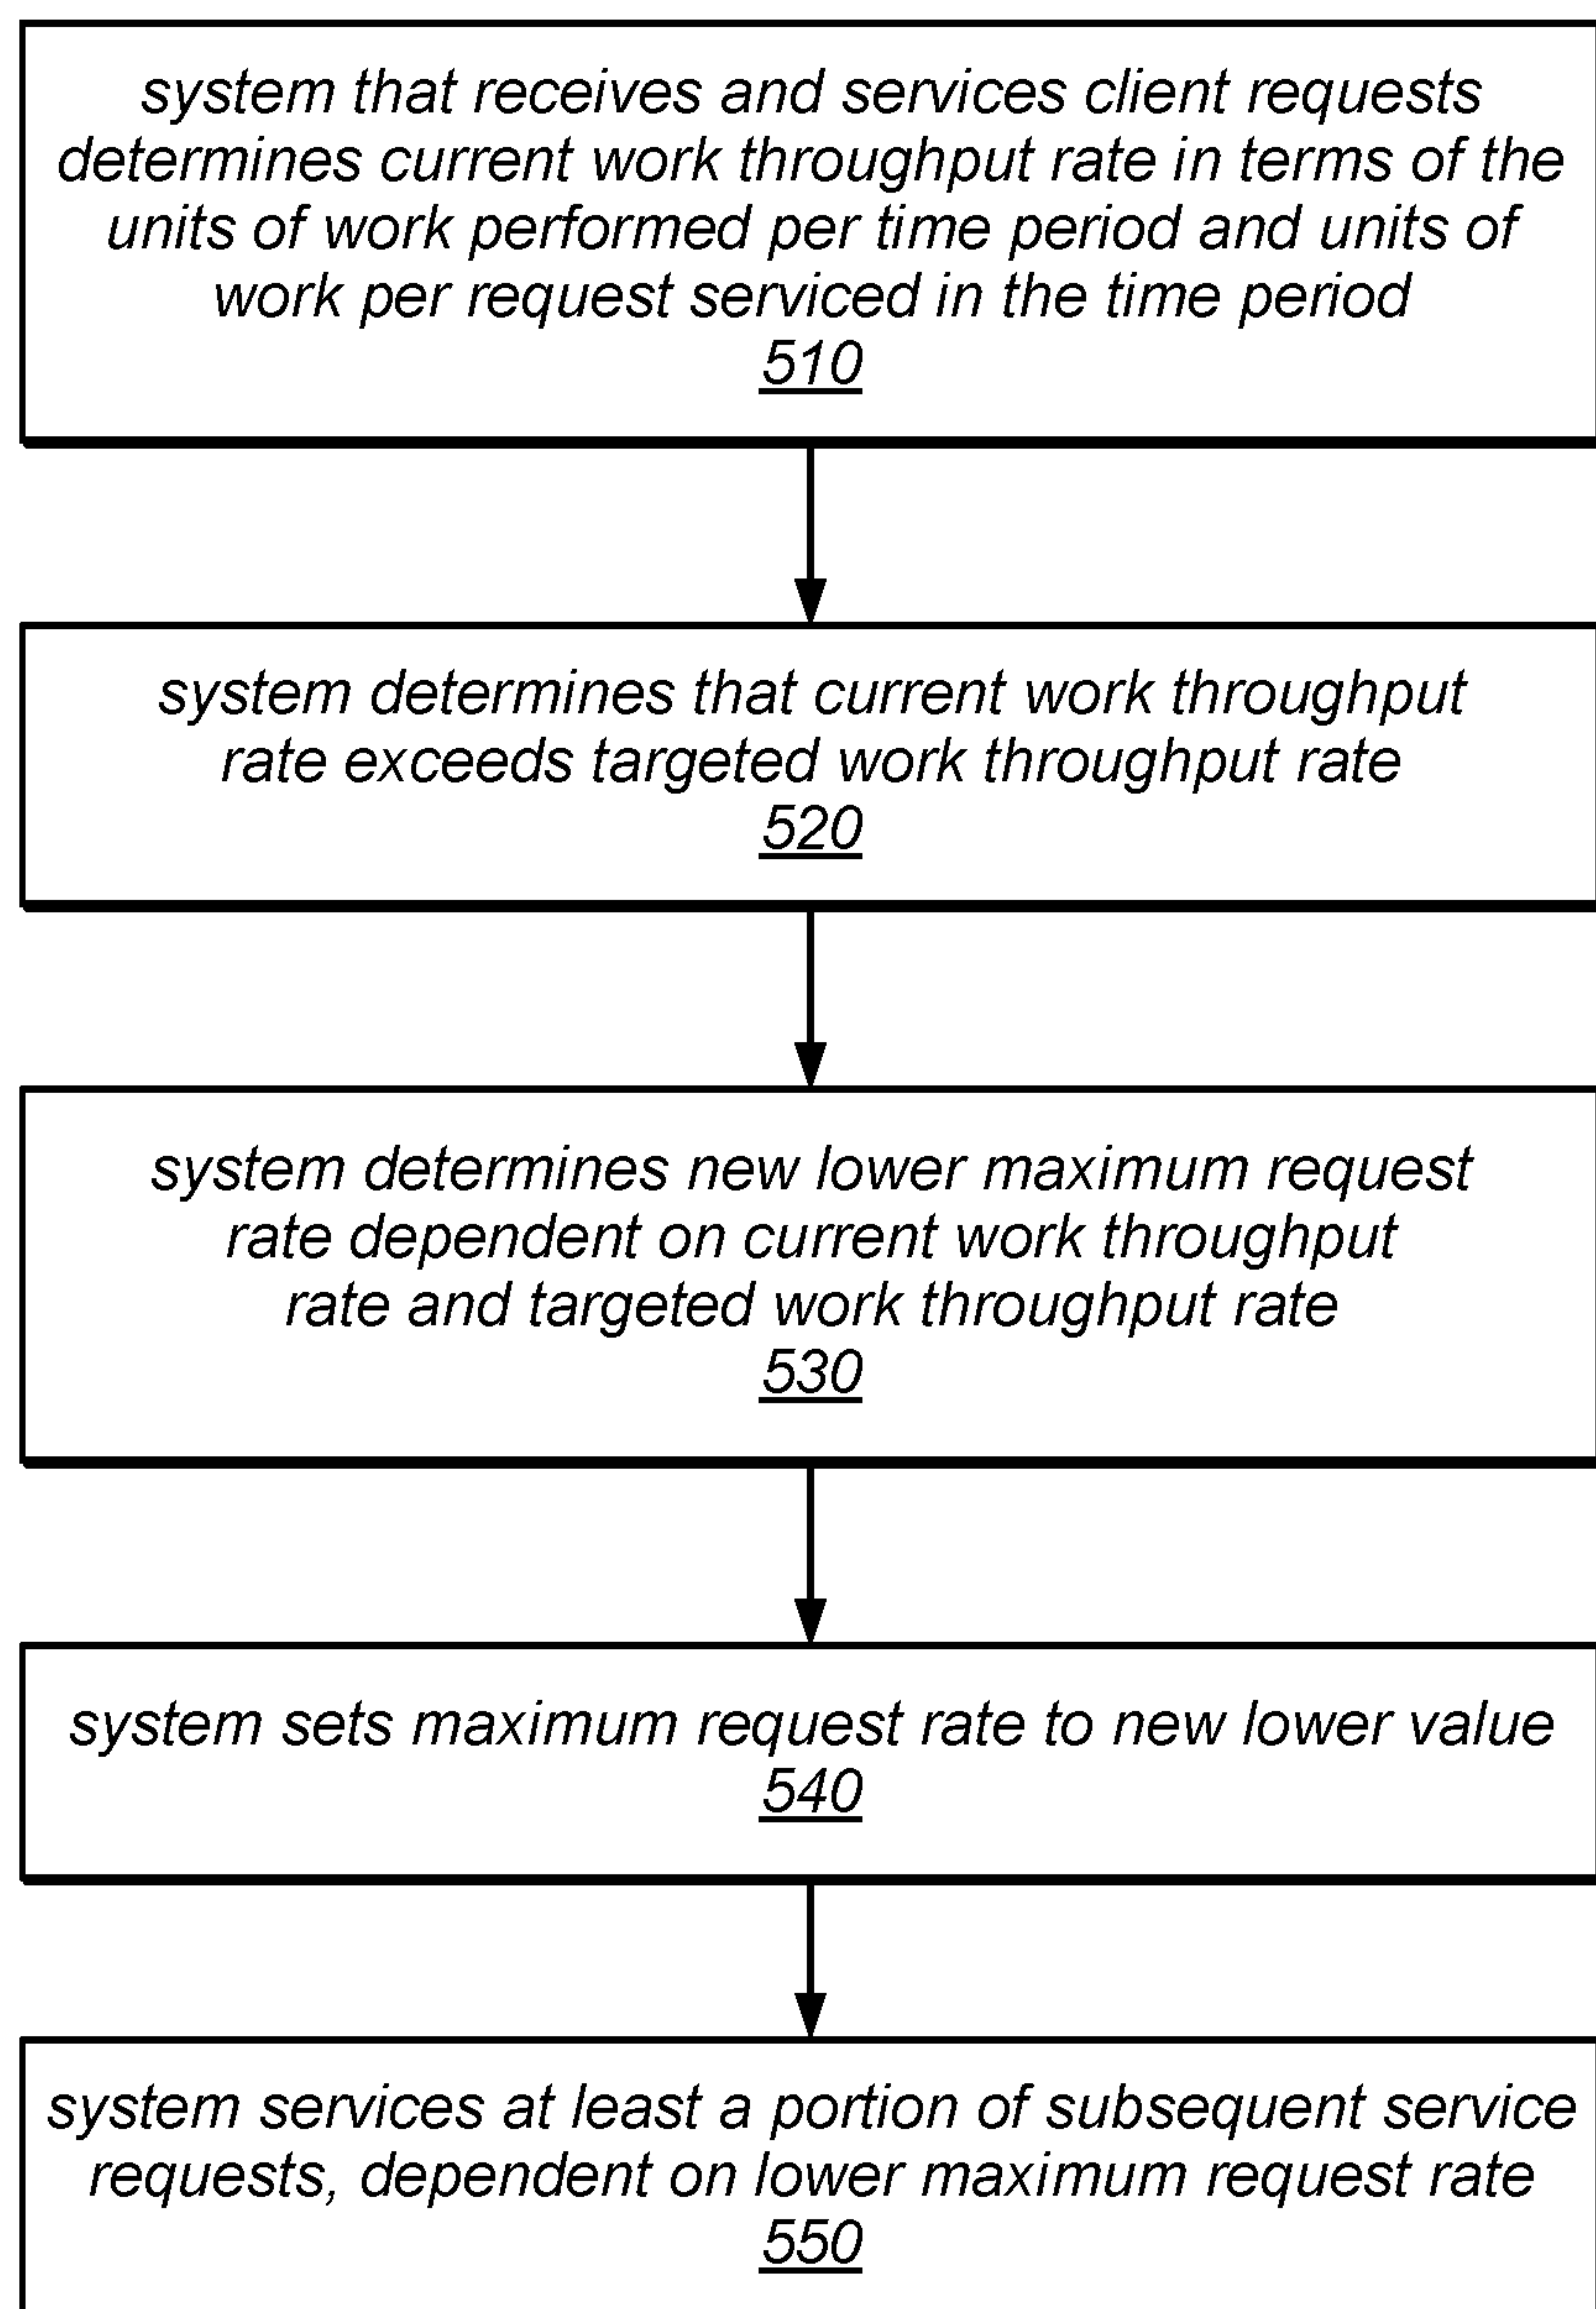 system that receives and services client requests
determines current work throughput rate in terms of the
units of work performed per time period and units of
work per request serviced in the time period
510
system determines that current work throughput
rate exceeds targeted work throughput rate
520
system determines new lower maximum request
rate dependent on current work throughput
rate and targeted work throughput rate
530
system sets maximum request rate to new lower value
540
system services at least a portion of subsequent service
requests, dependent on lower maximum request rate
550